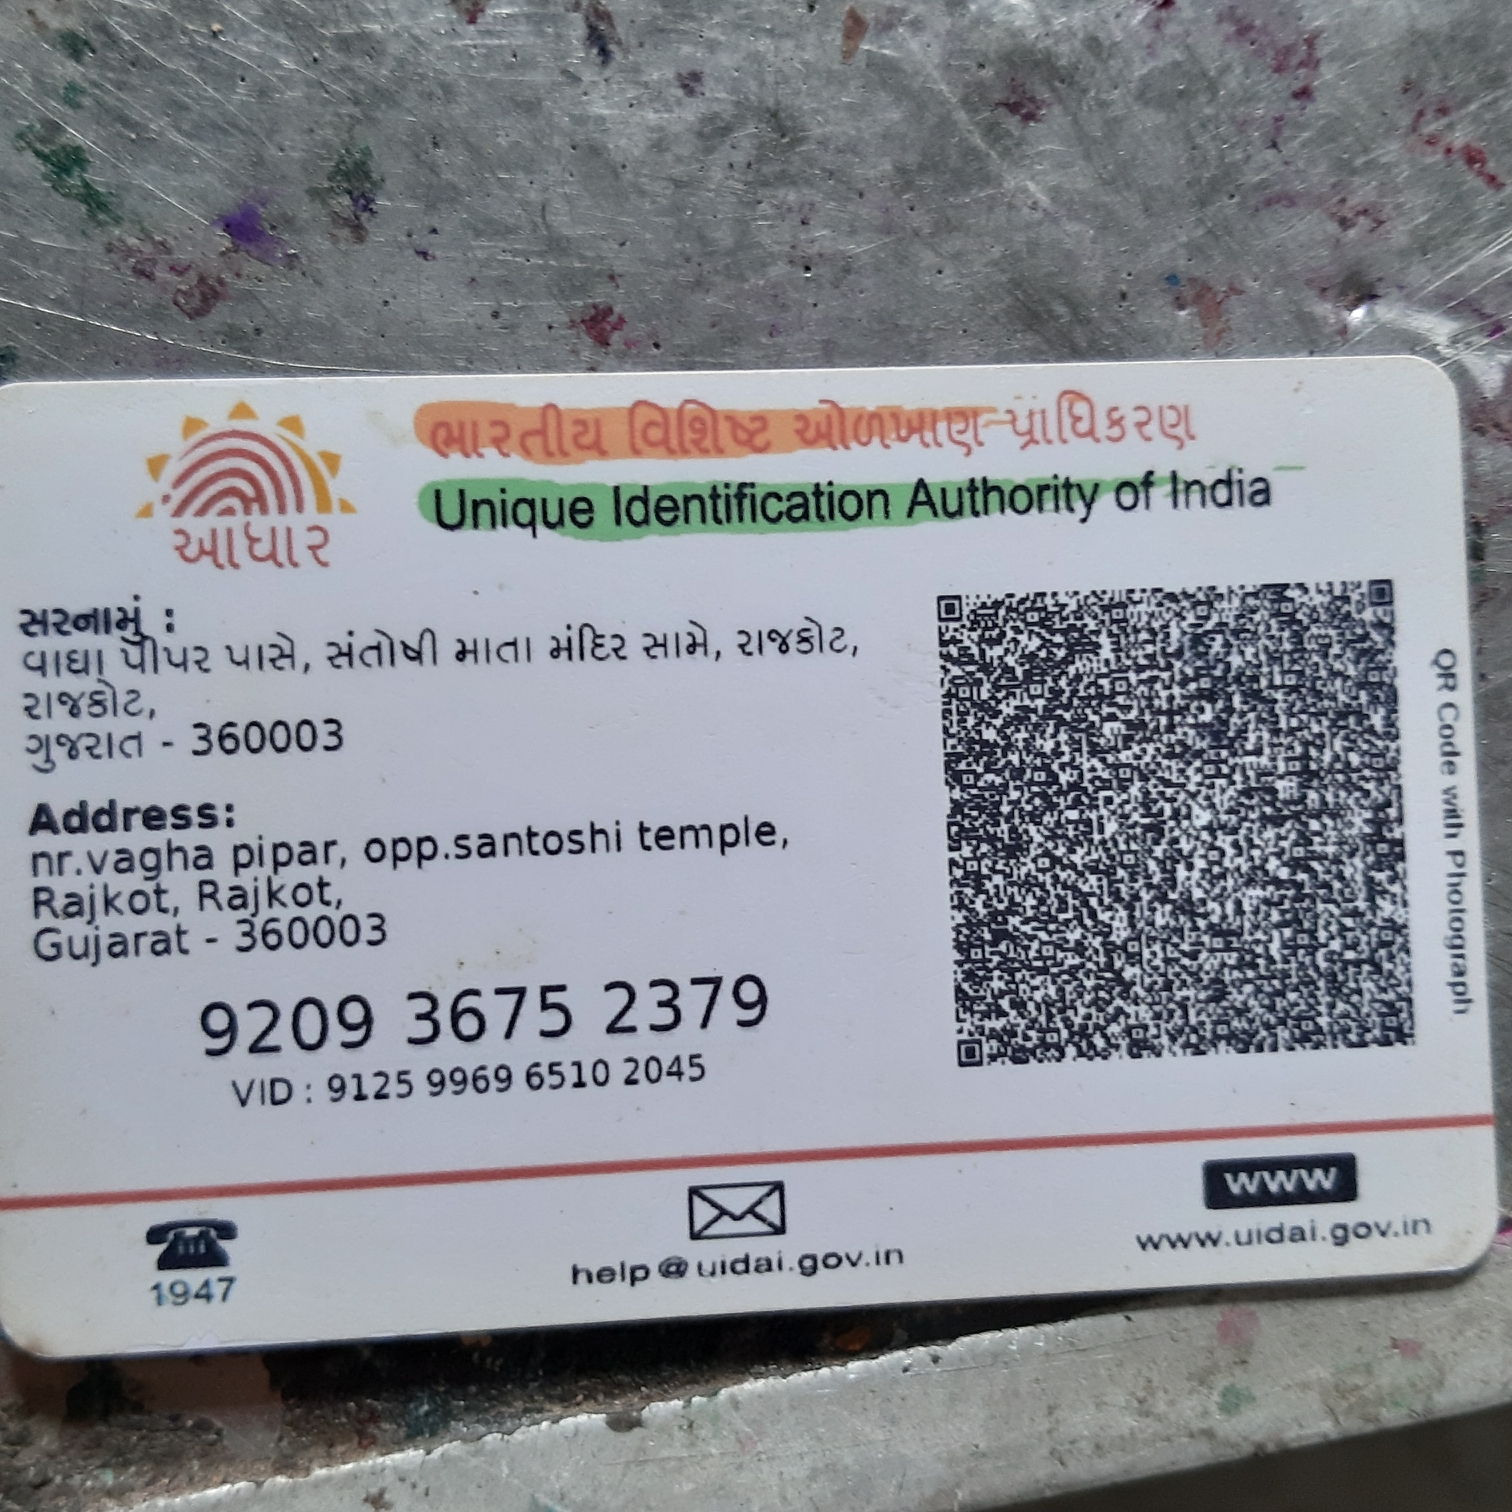 ભારતીય વિશિષ્ટ ઓળખાણ પ્રાધિકરણ
Unique Identification Authority of India
આધાર
સરનામું :
વાઘા પીપર પાસે, સંતોષી માતા મંદિર સામે, રાજકોટ,
રાજકોટ,
ગુજરાત - 360003
Address:
nr.vagha pipar, opp.santoshi temple,
Rajkot, Rajkot,
Gujarat - 360003
QR Code with Photograph
9209 3675 2379
VID : 9125 9969 6510 2045
1947
help@uidai.gov.in
www
www.uidai.gov.in